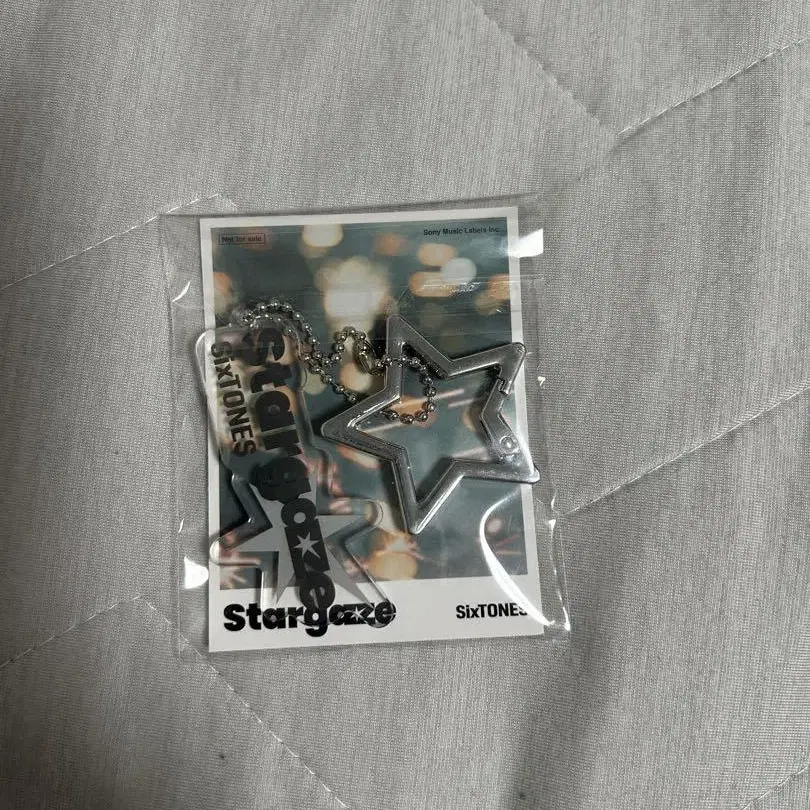 Not for sale
Sony Music Labels Inc.
Stargaze
SixTONES
Stargaze
SixTONES